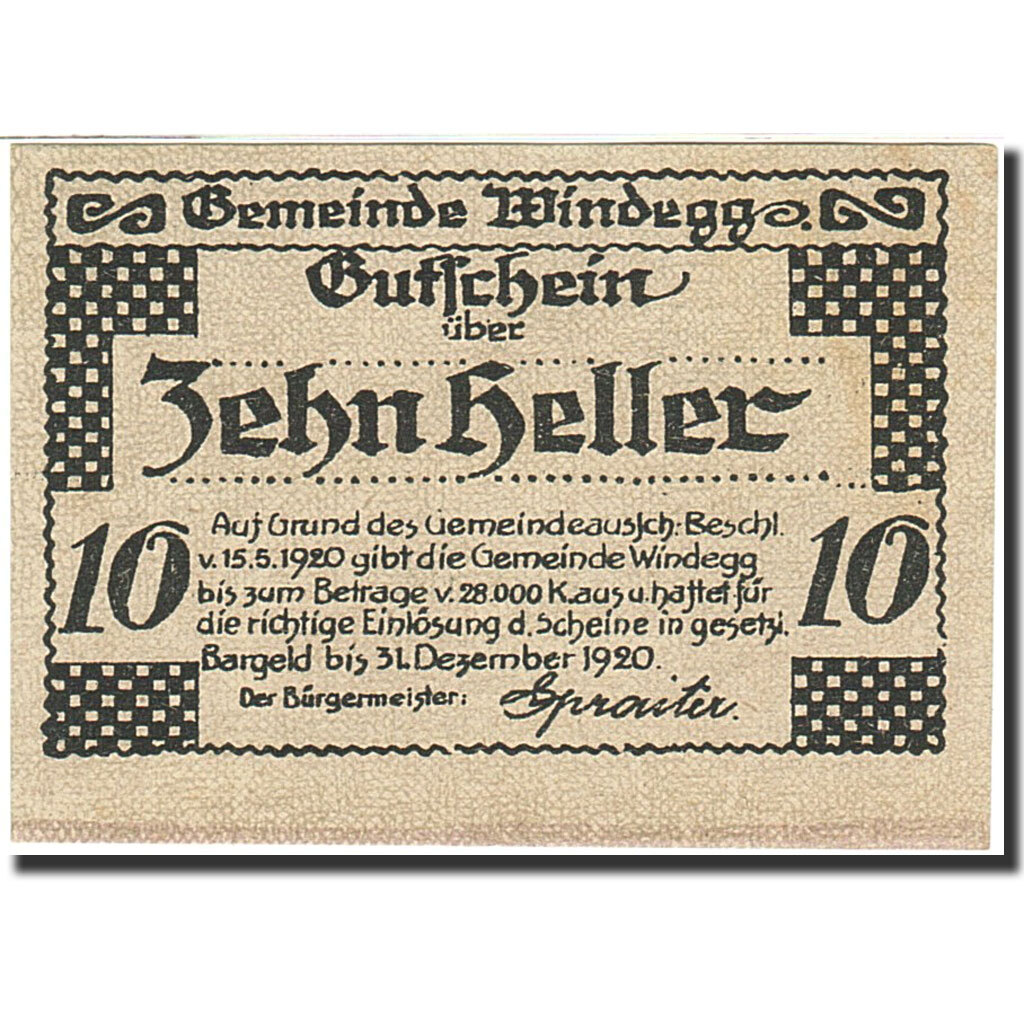 Gemeinde Windegg.
Gutschein
über
Zehn Heller
10
10
Auf Grund des Gemeindeaussch: Beschl.
v. 15.5.1920 gibt die Gemeinde Windegg
bis zum Betrage v. 28.000 K. aus u. haftet für
die richtige Einlösung d. Scheine in gesetzl.
Bargeld bis 31. Dezember 1920.
Der Bürgermeister: